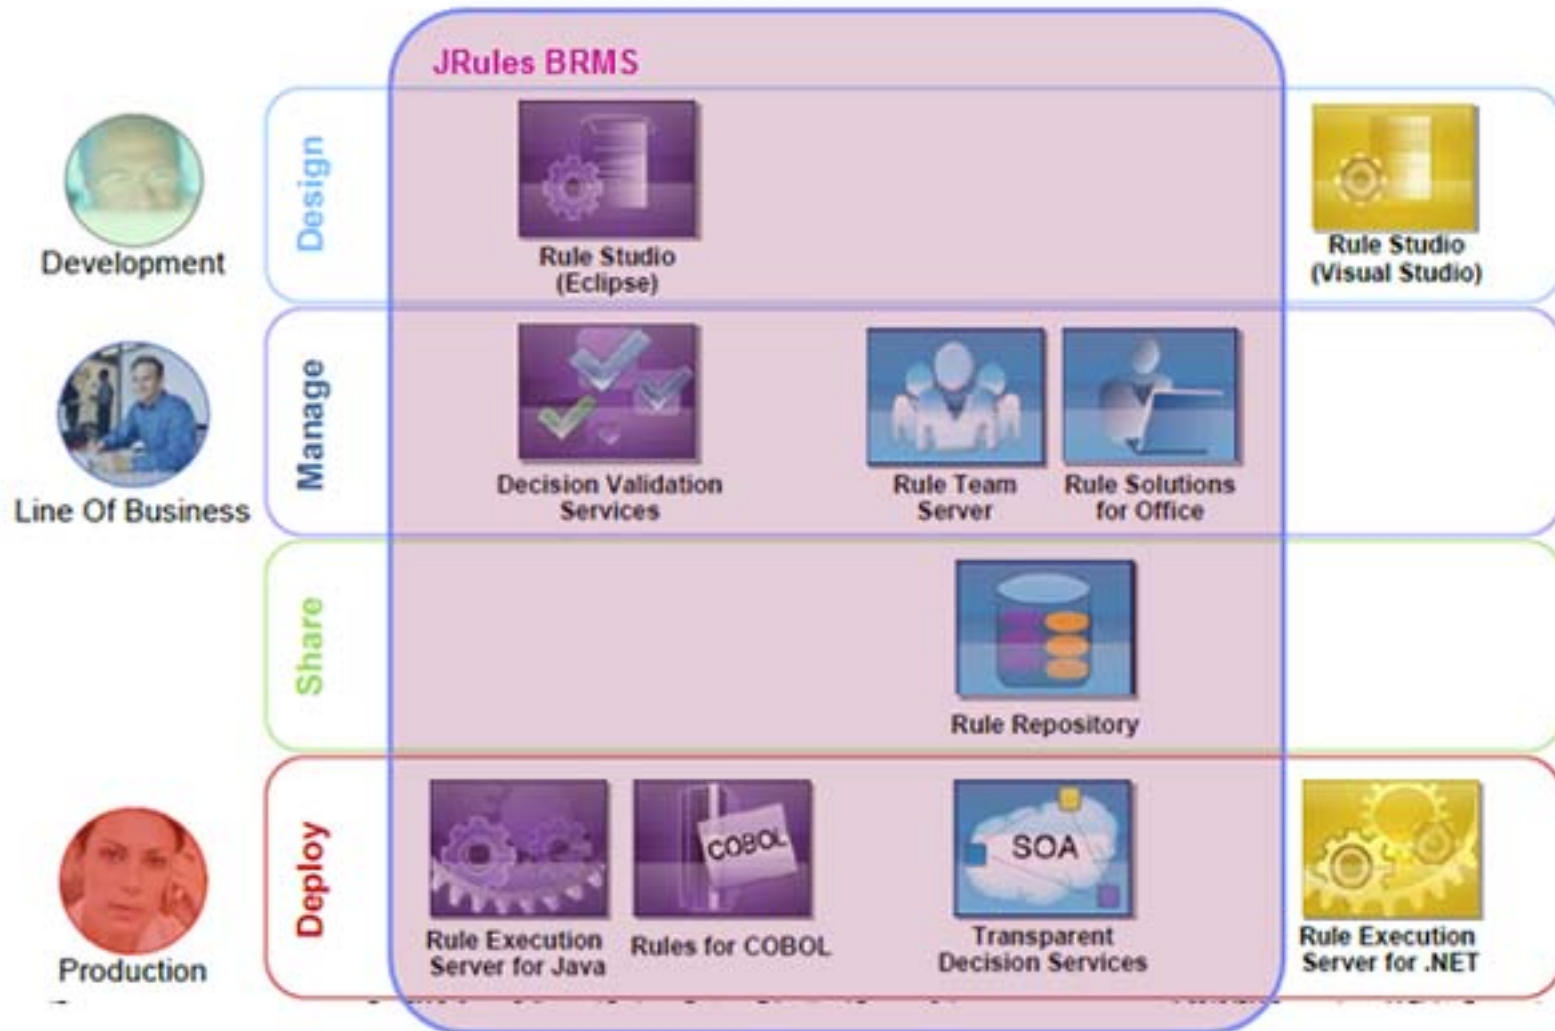 JRules BRMS
Design
Development
Rule Studio
(Eclipse)
Rule Studio
(Visual Studio)
Manage
Line Of Business
Decision Validation
Services
Rule Team
Server
Rule Solutions
for Office
Share
Rule Repository
Deploy
Production
COBOL
SOA
Rule Execution
Server for Java
Rules for COBOL
Transparent
Decision Services
Rule Execution
Server for .NET